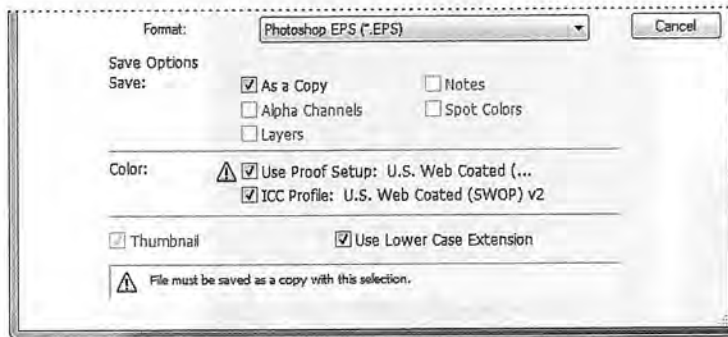 Format: Photoshop EPS (*.EPS) Cancel
Save Options
Save: As a Copy Notes
Alpha Channels Spot Colors
Layers
Color: Use Proof Setup: U.S. Web Coated (...
ICC Profile: U.S. Web Coated (SWOP) v2
Thumbnail Use Lower Case Extension
File must be saved as a copy with this selection.